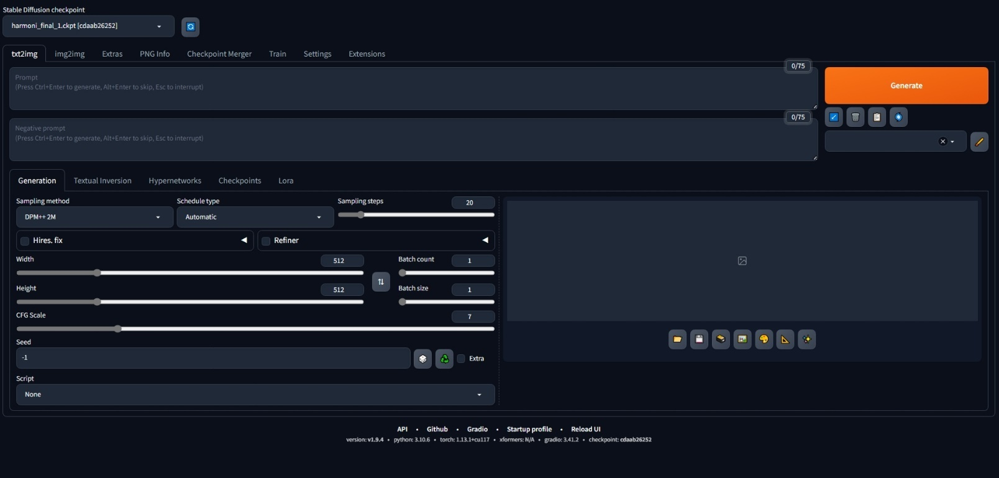 Stable Diffusion checkpoint
harmoni_final_1.ckpt [cdaab26252]
txt2img img2img Extras PNG Info Checkpoint Merger Train Settings Extensions
0/75
Prompt
(Press Ctrl+Enter to generate, Alt+Enter to skip, Esc to interrupt)
Generate
0/75
Negative prompt
(Press Ctrl+Enter to generate, Alt+Enter to skip, Esc to interrupt)
Generation Textual Inversion Hypernetworks Checkpoints Lora
Sampling method Schedule type Sampling steps 20
DPM++ 2M Automatic
Hires. fix Refiner
Width 512 Batch count 1
Height 512 Batch size 1
CFG Scale 7
Seed
-1 Extra
Script
None
API • Github • Gradio • Startup profile • Reload UI
version: v1.9.4 • python: 3.10.6 • torch: 1.13.1+cu117 • xformers: N/A • gradio: 3.41.2 • checkpoint: cdaab26252